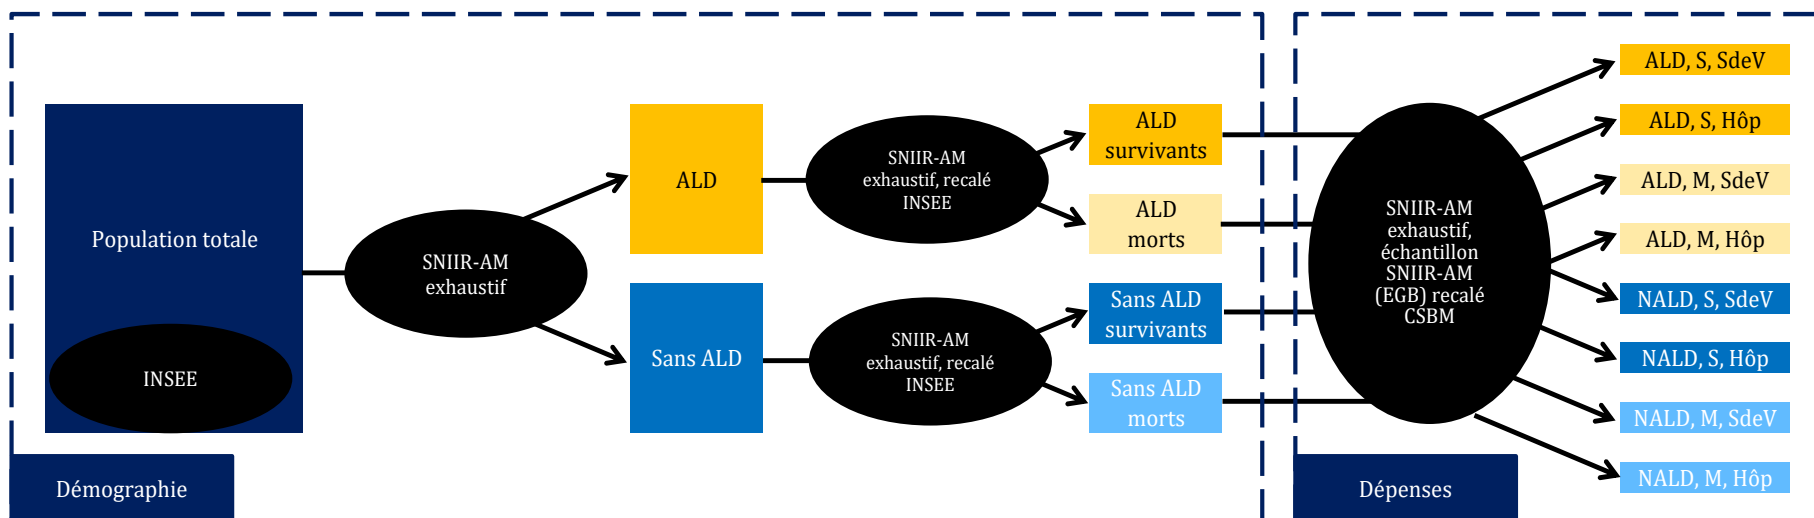 Population totale
INSEE
Démographie
SNIIR-AM
exhaustif
ALD
Sans ALD
SNIIR-AM
exhaustif, recalé
INSEE
SNIIR-AM
exhaustif, recalé
INSEE
ALD
survivants
ALD
morts
Sans ALD
survivants
Sans ALD
morts
SNIIR-AM
exhaustif,
échantillon
SNIIR-AM
(EGB) recalé
CSBM
Dépenses
ALD, S, SdeV
ALD, S, Hôp
ALD, M, SdeV
ALD, M, Hôp
NALD, S, SdeV
NALD, S, Hôp
NALD, M, SdeV
NALD, M, Hôp